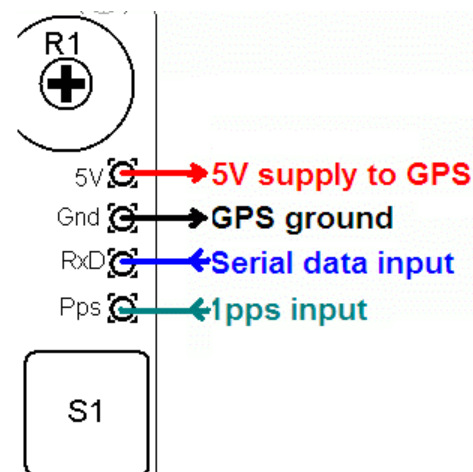 R1
5V 5V supply to GPS
Gnd GPS ground
RxD Serial data input
Pps 1pps input
S1